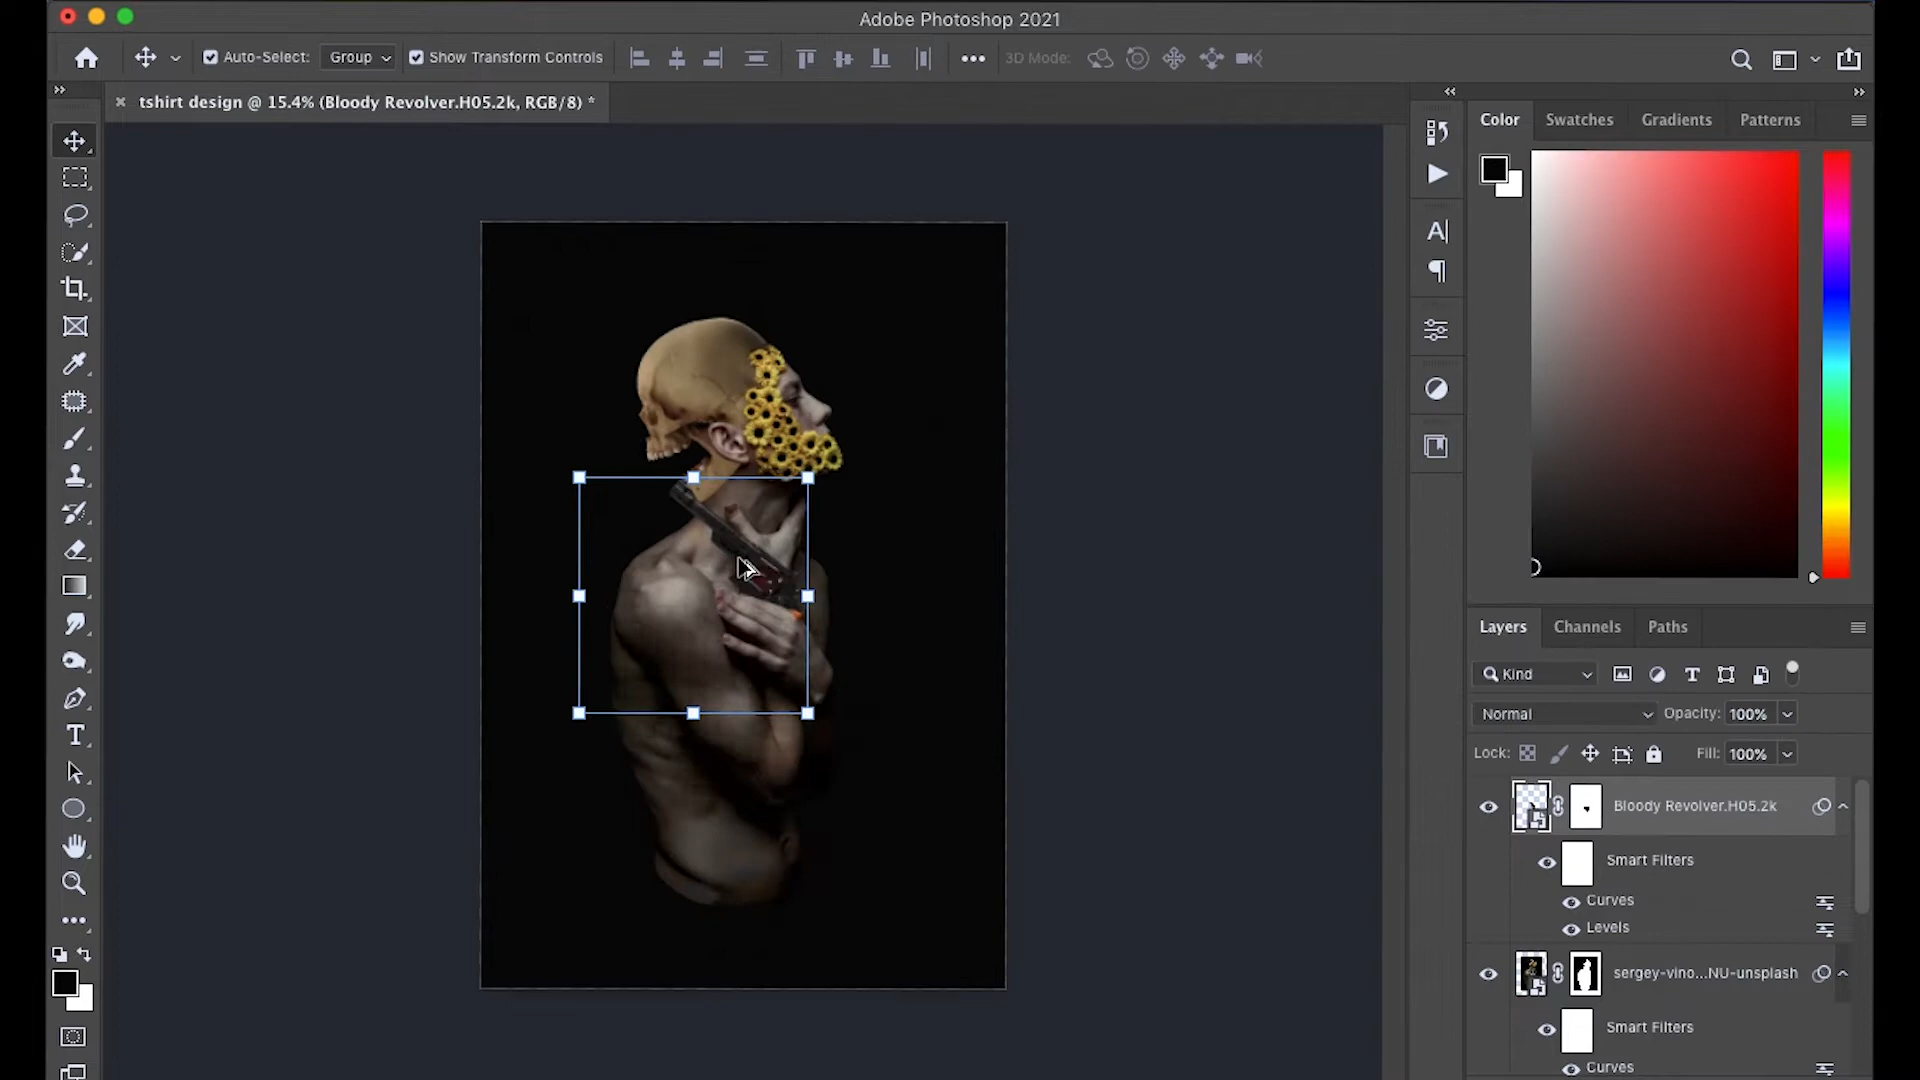 Adobe Photoshop 2021
Auto-Select: Group Show Transform Controls 3D Mode:
tshirt design @ 15.4% (Bloody Revolver.H05.2k, RGB/8) *
Color Swatches Gradients Patterns
Layers Channels Paths
Kind
Normal Opacity: 100%
Lock: Fill: 100%
Bloody Revolver.H05.2k
Smart Filters
Curves
Levels
sergey-vino...NU-unsplash
Smart Filters
Curves